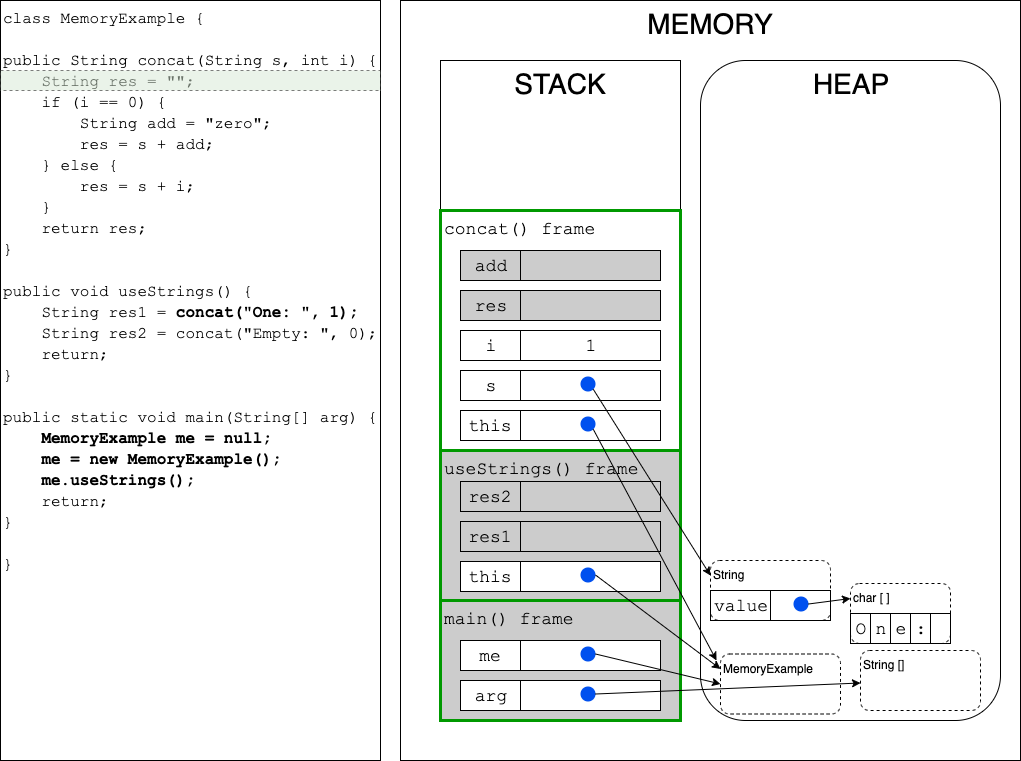 class MemoryExample {
public String concat(String s, int i) {
String res = "";
if (i == 0) {
String add = "zero";
res = s + add;
} else {
res = s + i;
}
return res;
}
public void useStrings() {
String res1 = concat("One: ", 1);
String res2 = concat("Empty: ", 0);
return;
}
public static void main(String[] arg) {
MemoryExample me = null;
me = new MemoryExample();
me.useStrings();
return;
}
}
MEMORY
STACK
HEAP
concat() frame
add
res
i 1
s
this
useStrings() frame
res2
res1
this
main() frame
me
arg
String
value
char [ ]
O n e :
MemoryExample
String []